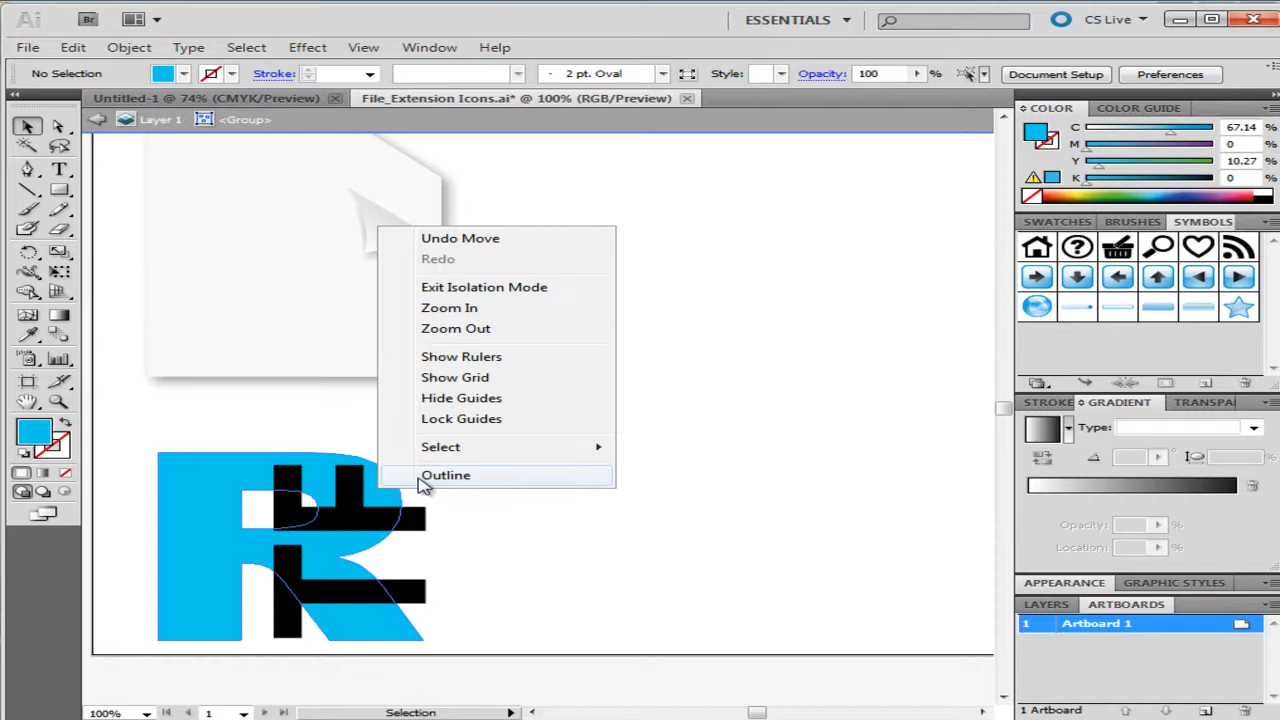 Ai Br ESSENTIALS CS Live
File Edit Object Type Select Effect View Window Help
No Selection Stroke: 2 pt. Oval Style: Opacity: 100 % Document Setup Preferences
Untitled-1 @ 74% (CMYK/Preview) File_Extension Icons.ai* @ 100% (RGB/Preview)
Layer 1 <Group>
Undo Move
Redo
Exit Isolation Mode
Zoom In
Zoom Out
Show Rulers
Show Grid
Hide Guides
Lock Guides
Select
Outline
R
COLOR COLOR GUIDE
C 67.14 %
M 0 %
Y 10.27 %
K 0 %
SWATCHES BRUSHES SYMBOLS
STROKE GRADIENT TRANSPA
Type:
%
Opacity: %
Location: %
APPEARANCE GRAPHIC STYLES
LAYERS ARTBOARDS
1 Artboard 1
1 Artboard
100% 1 Selection